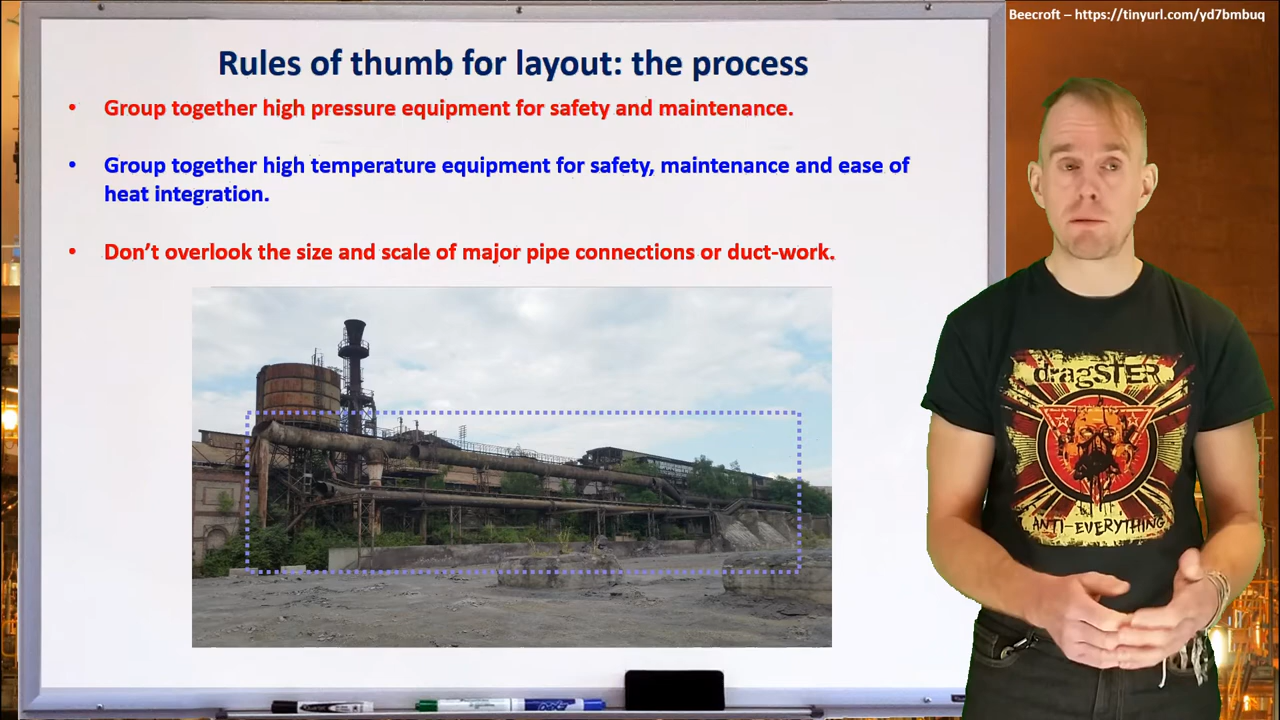 Beecroft – https://tinyurl.com/yd7bmbuq
Rules of thumb for layout: the process
• Group together high pressure equipment for safety and maintenance.
• Group together high temperature equipment for safety, maintenance and ease of
heat integration.
• Don’t overlook the size and scale of major pipe connections or duct-work.
dragSTER
ANTI-EVERYTHING